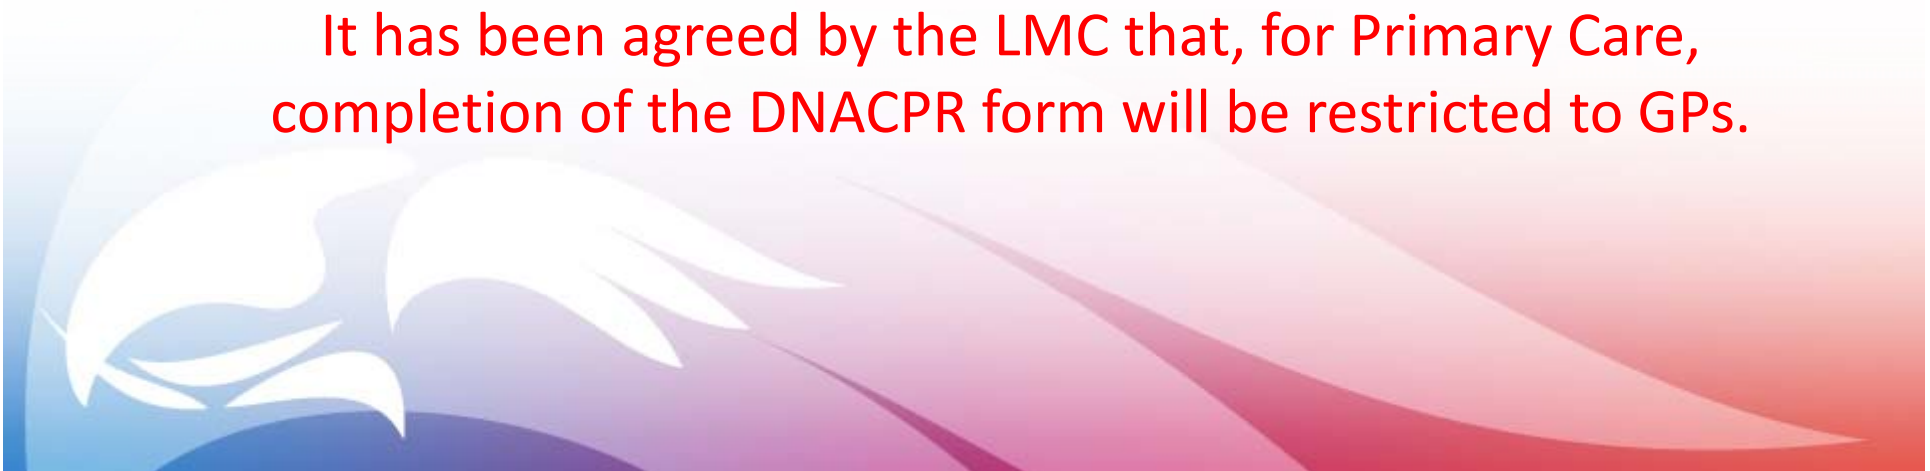 It has been agreed by the LMC that, for Primary Care,
completion of the DNACPR form will be restricted to GPs.